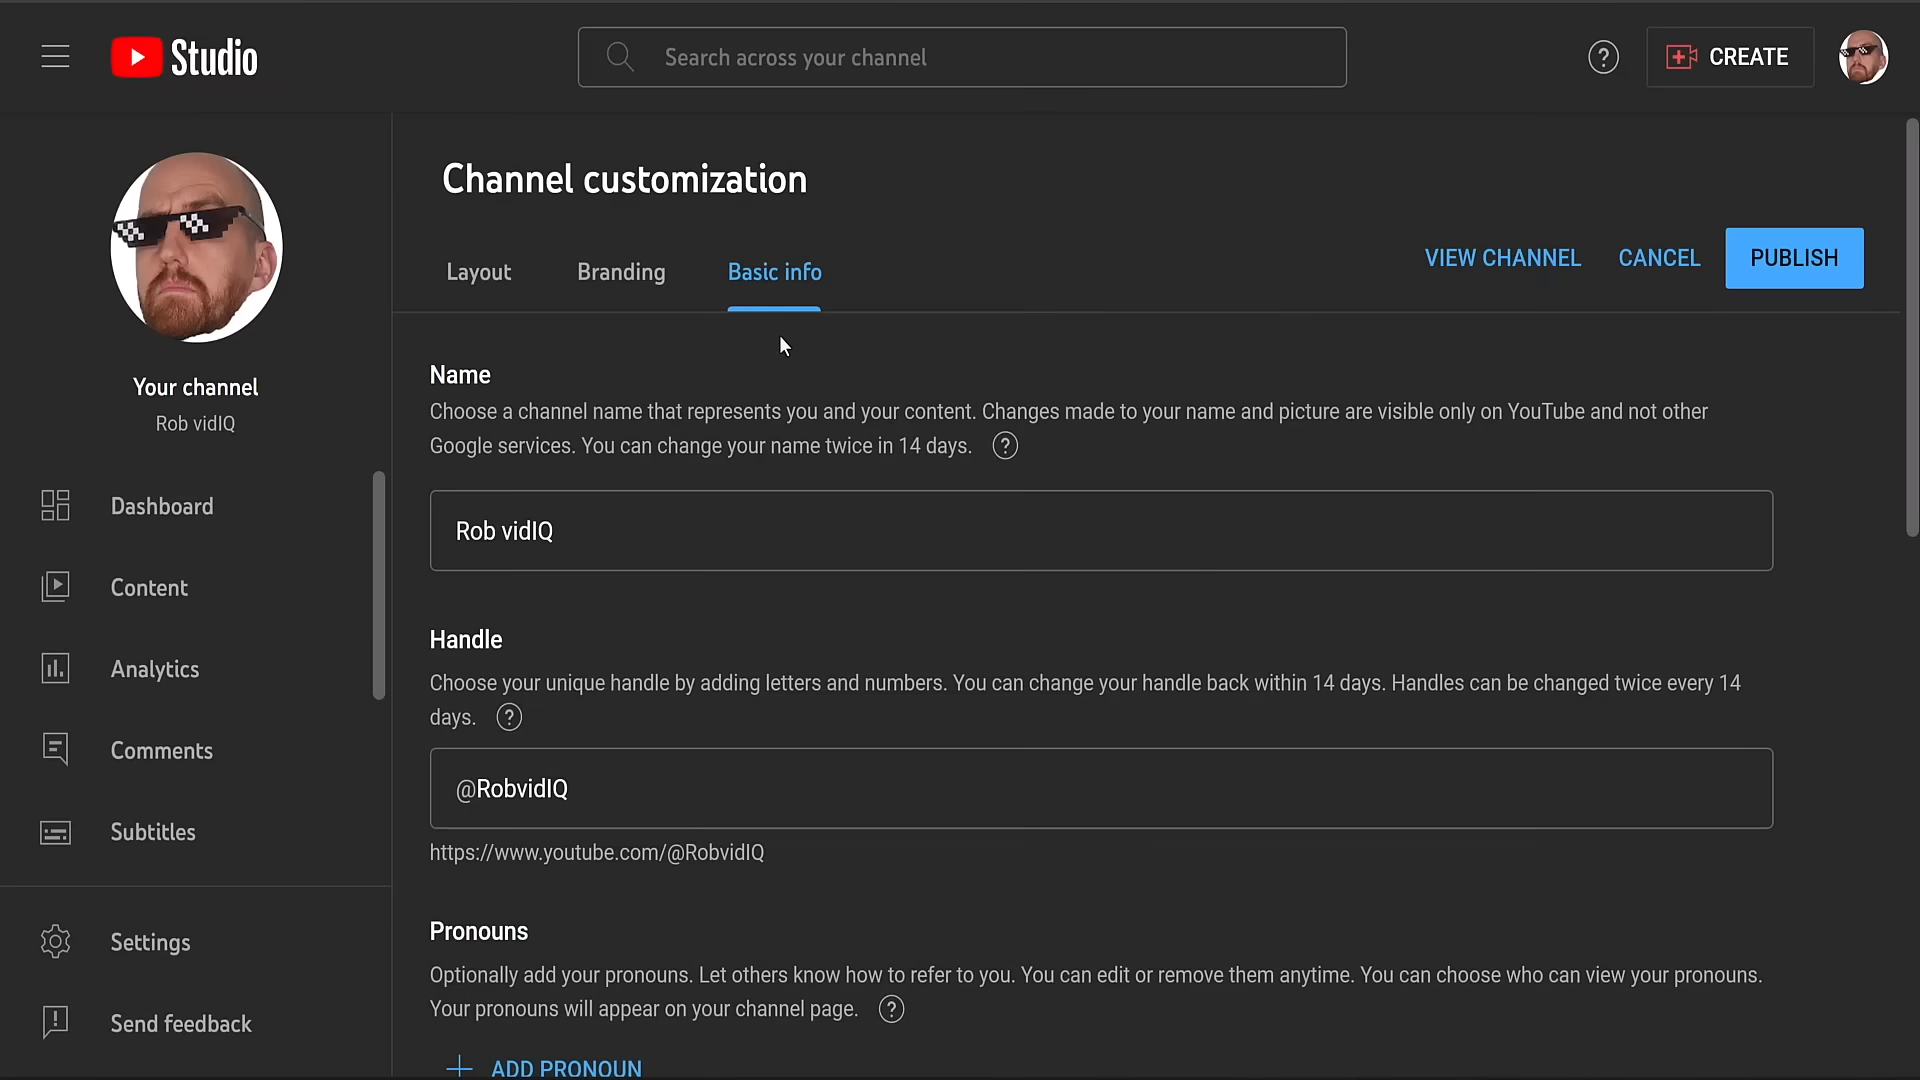 Studio
Search across your channel
CREATE
Channel customization
Layout
Branding
Basic info
VIEW CHANNEL
CANCEL
PUBLISH
Your channel
Rob vidIQ
Dashboard
Content
Analytics
Comments
Subtitles
Settings
Send feedback
Name
Choose a channel name that represents you and your content. Changes made to your name and picture are visible only on YouTube and not other
Google services. You can change your name twice in 14 days.
Rob vidIQ
Handle
Choose your unique handle by adding letters and numbers. You can change your handle back within 14 days. Handles can be changed twice every 14
days.
@RobvidIQ
https://www.youtube.com/@RobvidIQ
Pronouns
Optionally add your pronouns. Let others know how to refer to you. You can edit or remove them anytime. You can choose who can view your pronouns.
Your pronouns will appear on your channel page.
ADD PRONOUN